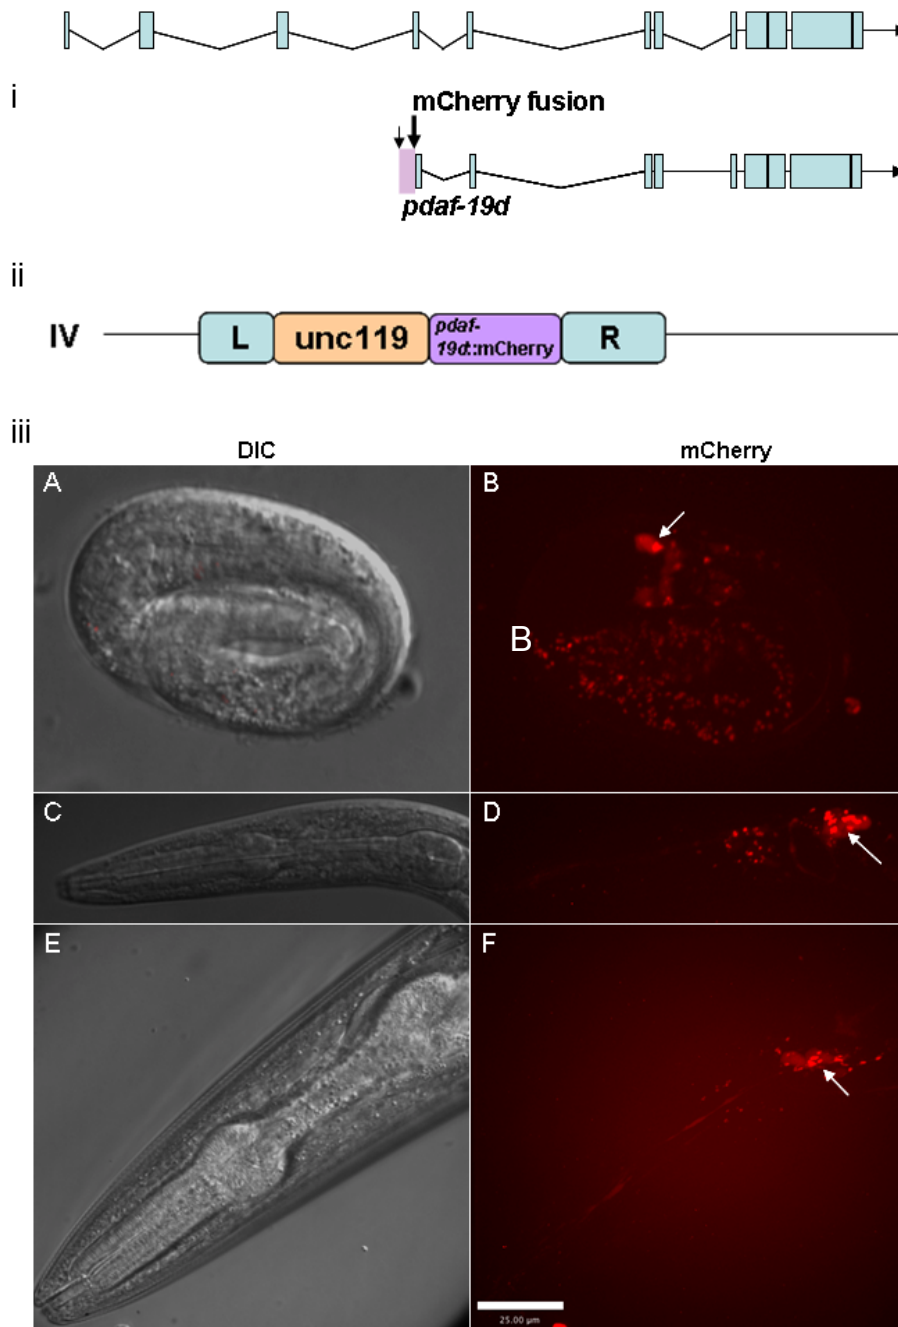 i
mCherry fusion
pdaf-19d
ii
IV
L
unc119
pdaf-
19d::mCherry
R
iii
DIC
mCherry
A
B
B
C
D
E
F
25.00 µm